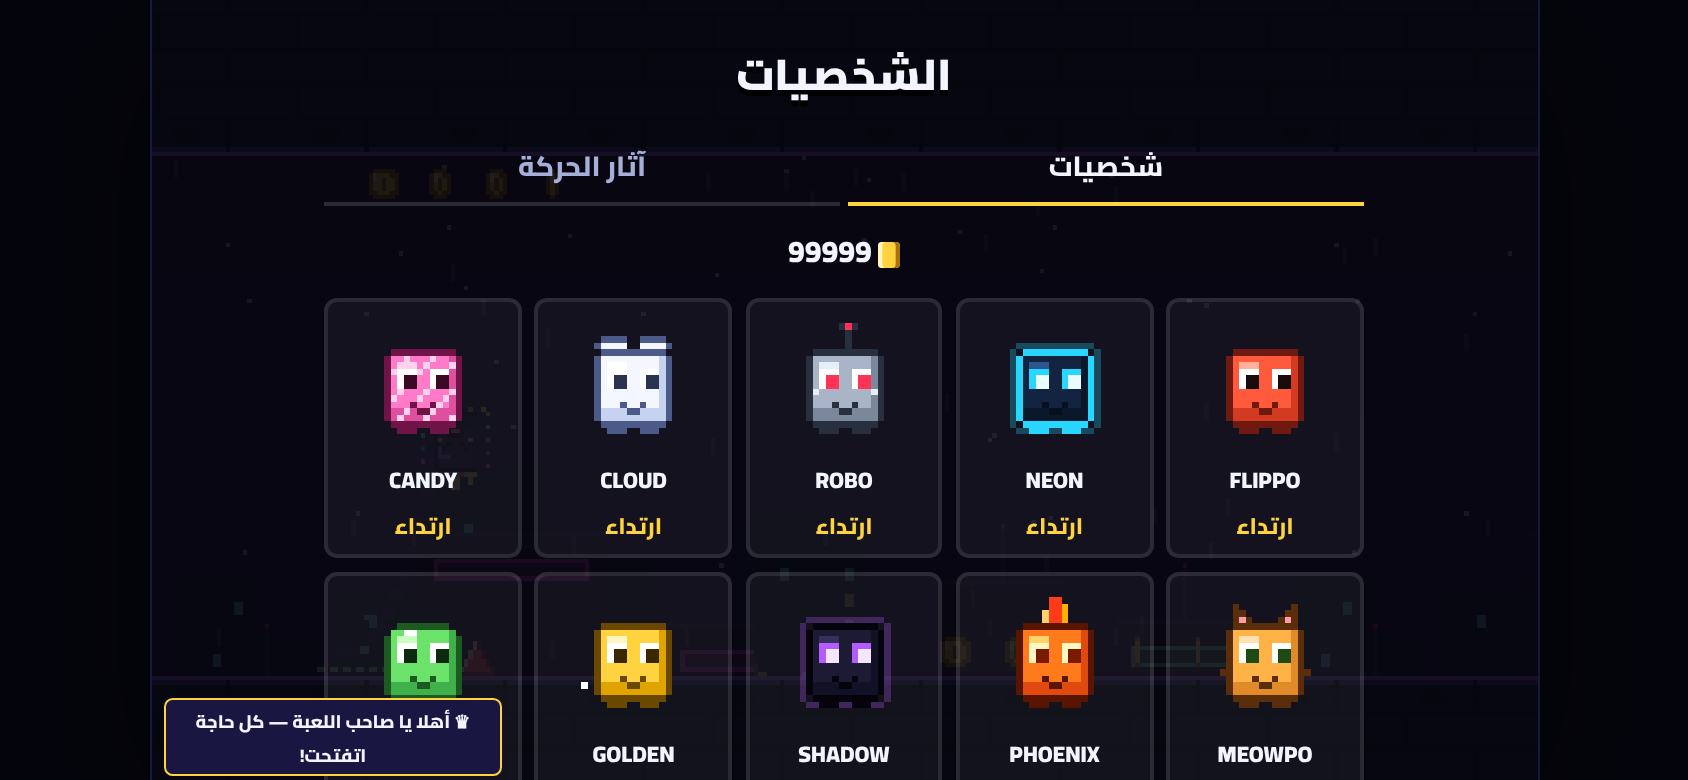 الشخصيات
شخصيات
آثار الحركة
99999
FLIPPO
NEON
ROBO
CLOUD
CANDY
ارتداء
ارتداء
ارتداء
ارتداء
ارتداء
MEOWPO
PHOENIX
SHADOW
GOLDEN
♛ أهلا يا صاحب اللعبة — كل حاجة
اتفتحت!